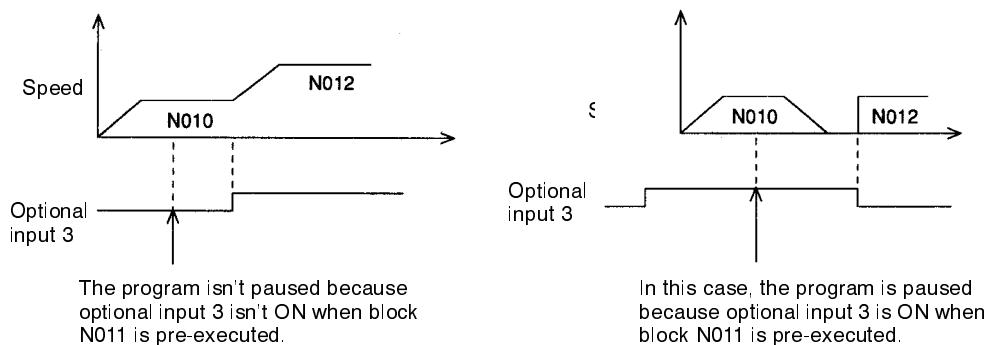 Speed
N010
N012
Optional
input 3
The program isn't paused because
optional input 3 isn't ON when block
N011 is pre-executed.
N010
N012
Optional
input 3
In this case, the program is paused
because optional input 3 is ON when
block N011 is pre-executed.